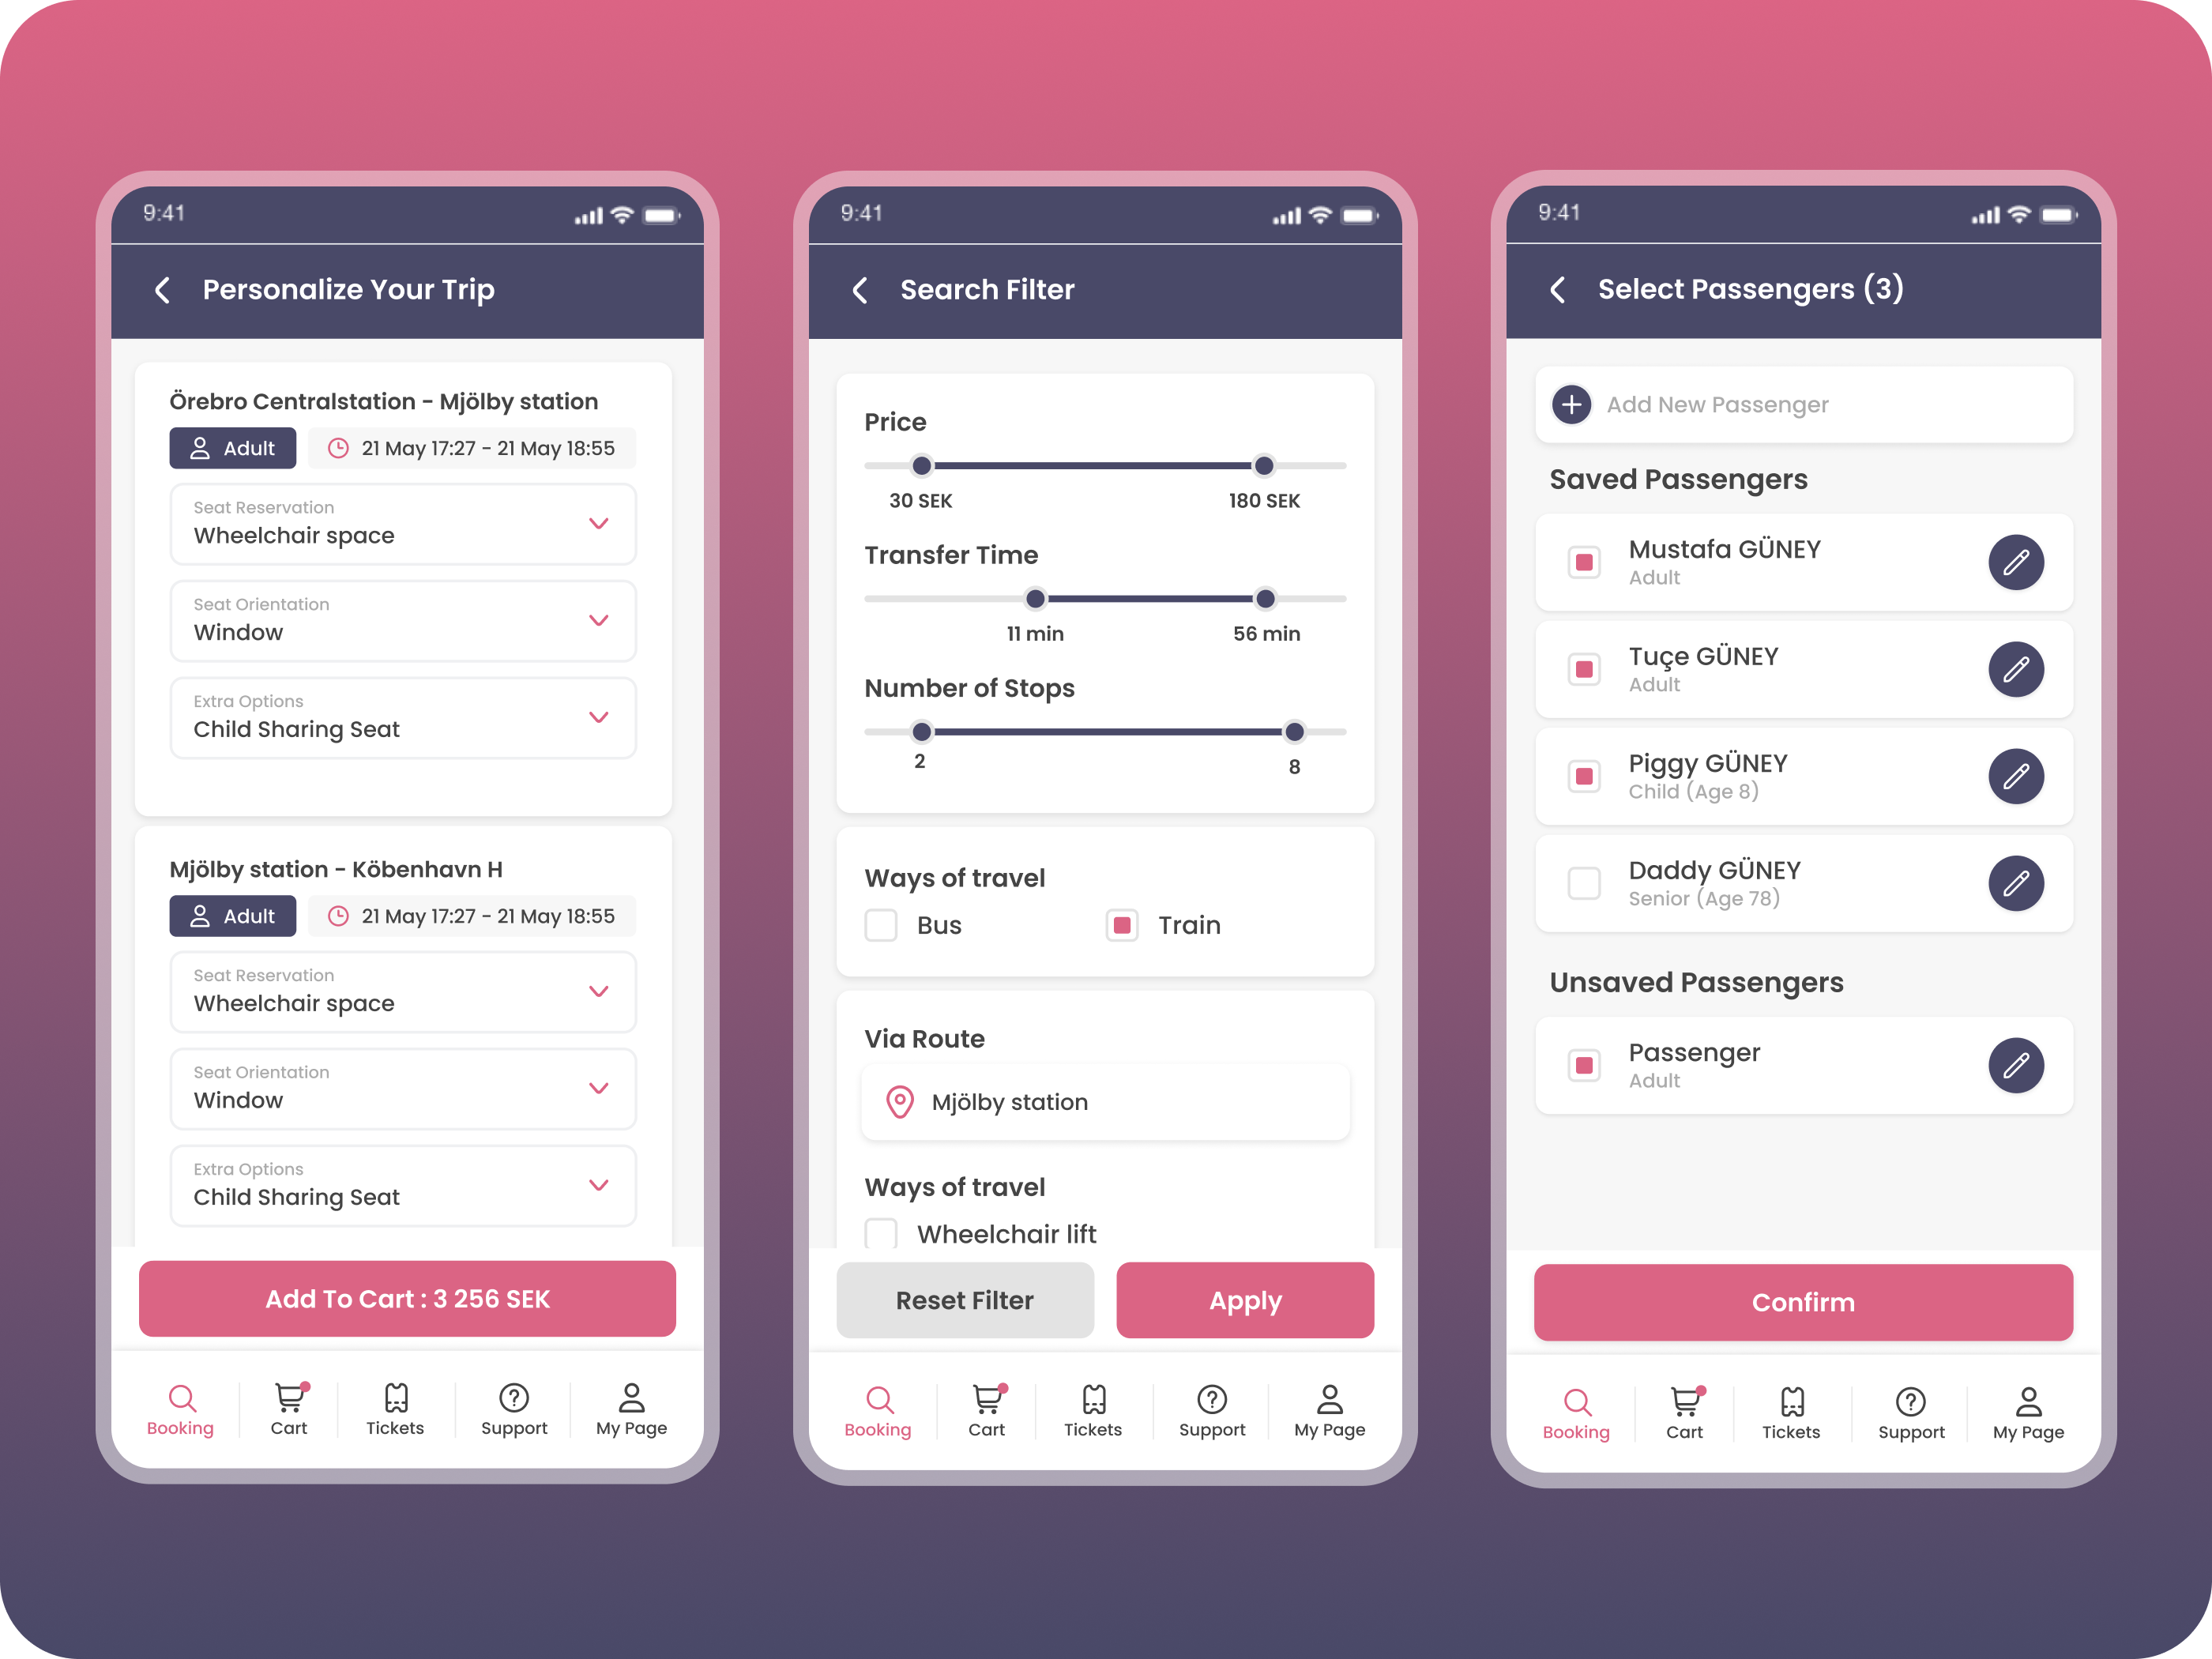 9:41
Personalize Your Trip
Örebro Centralstation - Mjölby station
Adult
21 May 17:27 - 21 May 18:55
Seat Reservation
Wheelchair space
Seat Orientation
Window
Extra Options
Child Sharing Seat
Mjölby station - Köbenhavn H
Adult
21 May 17:27 - 21 May 18:55
Seat Reservation
Wheelchair space
Seat Orientation
Window
Extra Options
Child Sharing Seat
Add To Cart : 3 256 SEK
Booking
Cart
Tickets
Support
My Page
9:41
Search Filter
Price
30 SEK
180 SEK
Transfer Time
11 min
56 min
Number of Stops
2
8
Ways of travel
Bus
Train
Via Route
Mjölby station
Ways of travel
Wheelchair lift
Reset Filter
Apply
Booking
Cart
Tickets
Support
My Page
9:41
Select Passengers (3)
Add New Passenger
Saved Passengers
Mustafa GÜNEY
Adult
Tuçe GÜNEY
Adult
Piggy GÜNEY
Child (Age 8)
Daddy GÜNEY
Senior (Age 78)
Unsaved Passengers
Passenger
Adult
Confirm
Booking
Cart
Tickets
Support
My Page